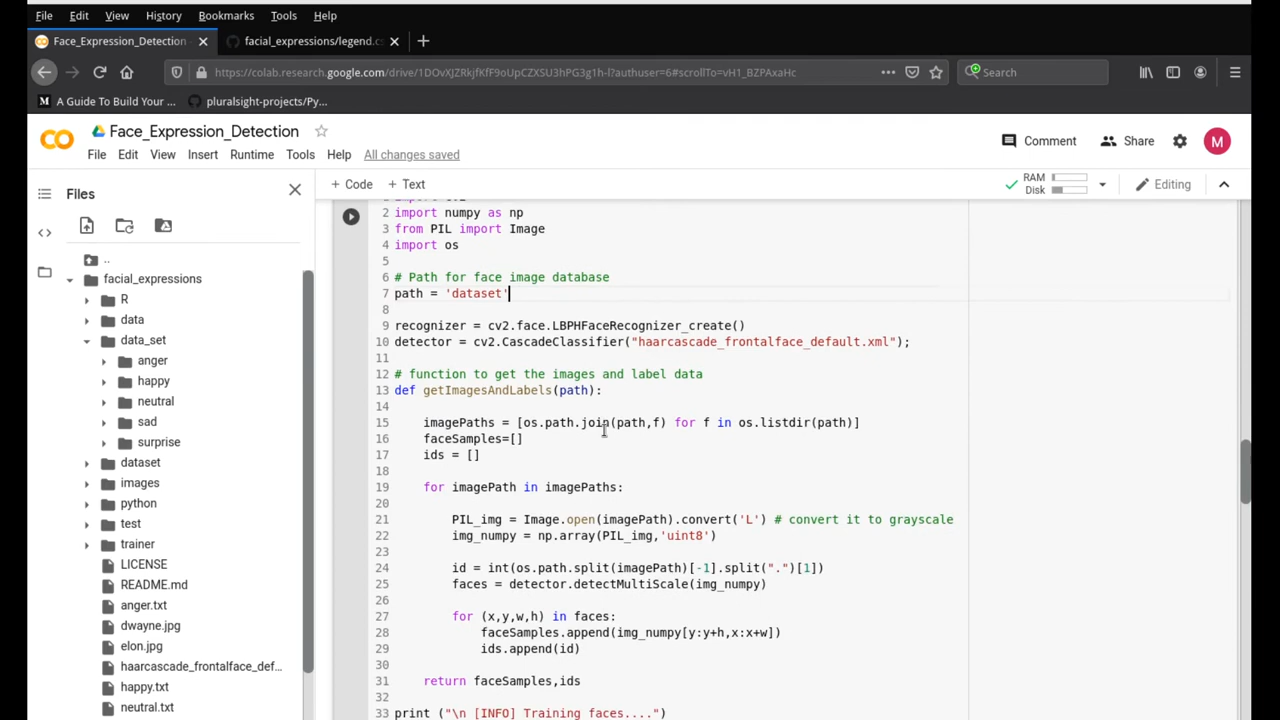 File Edit View History Bookmarks Tools Help
Face_Expression_Detection
facial_expressions/legend.cs
https://colab.research.google.com/drive/1DOvXJZRkjfKfF9oUpCZXSU3hPG3g1h-l?authuser=6#scrollTo=vH1_BZPAxaHc
Search
M A Guide To Build Your ...
pluralsight-projects/Py...
CO Face_Expression_Detection
File Edit View Insert Runtime Tools Help All changes saved
Comment Share M
Files
+ Code + Text
RAM
Disk
Editing
..
facial_expressions
R
data
data_set
anger
happy
neutral
sad
surprise
dataset
images
python
test
trainer
LICENSE
README.md
anger.txt
dwayne.jpg
elon.jpg
haarcascade_frontalface_def...
happy.txt
neutral.txt
2 import numpy as np
3 from PIL import Image
4 import os
5
6 # Path for face image database
7 path = 'dataset'
8
9 recognizer = cv2.face.LBPHFaceRecognizer_create()
10 detector = cv2.CascadeClassifier("haarcascade_frontalface_default.xml");
11
12 # function to get the images and label data
13 def getImagesAndLabels(path):
14
15 imagePaths = [os.path.join(path,f) for f in os.listdir(path)]
16 faceSamples=[]
17 ids = []
18
19 for imagePath in imagePaths:
20
21 PIL_img = Image.open(imagePath).convert('L') # convert it to grayscale
22 img_numpy = np.array(PIL_img,'uint8')
23
24 id = int(os.path.split(imagePath)[-1].split(".")[1])
25 faces = detector.detectMultiScale(img_numpy)
26
27 for (x,y,w,h) in faces:
28 faceSamples.append(img_numpy[y:y+h,x:x+w])
29 ids.append(id)
30
31 return faceSamples,ids
32
33 print ("\n [INFO] Training faces....")